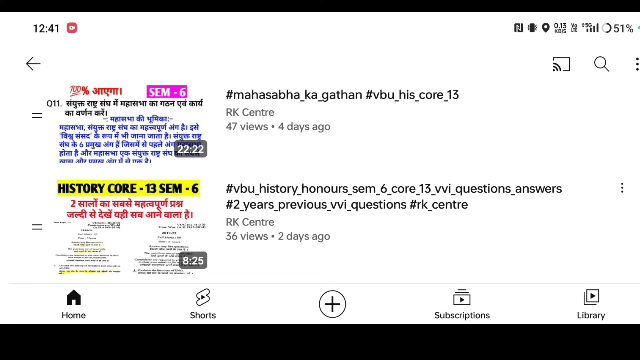 12:41
0.13 KB/S
51%
100% आएगा।
SEM - 6
Q11. संयुक्त राष्ट्र संघ में महासभा का गठन एवं कार्य
का वर्णन करें।
-: महासभा की भूमिका:-
महासभा, संयुक्त राष्ट्र संघ का महत्वपूर्ण अंग है। इसे
'विश्व संसद' के रूप में भी जाना जाता है। संयुक्त राष्ट्र
संघ के 6 प्रमुख अंग हैं जिसमें से पहले अंग
होता है और महासभा एक संयुक्त राष्ट्र का
22:22
#mahasabha_ka_gathan #vbu_his_core_13
RK Centre
47 views • 4 days ago
HISTORY CORE - 13 SEM - 6
2 सालों का सबसे महत्वपूर्ण प्रश्न
जल्दी से देखें यही सब आने वाला है।
8:25
#vbu_history_honours_sem_6_core_13_vvi_questions_answers
#2_years_previous_vvi_questions #rk_centre
RK Centre
36 views • 2 days ago
Home
Shorts
Subscriptions
Library